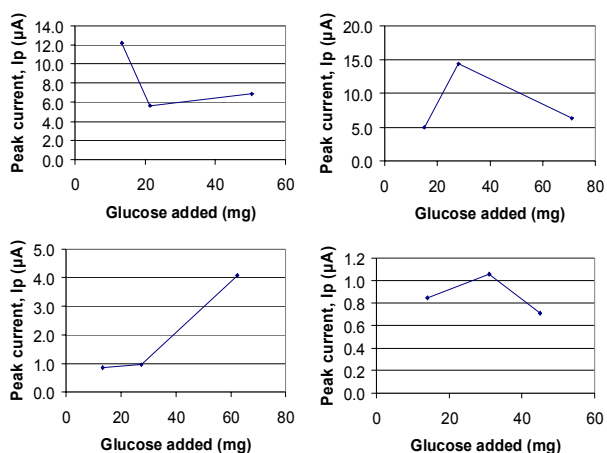 Peak current, Ip (µA)
14.0
12.0
10.0
8.0
6.0
4.0
2.0
0.0
0 20 40 60
Glucose added (mg)
Peak current, Ip (µA)
20.0
15.0
10.0
5.0
0.0
0 20 40 60 80
Glucose added (mg)
Peak current, Ip (µA)
5.0
4.0
3.0
2.0
1.0
0.0
0 20 40 60 80
Glucose added (mg)
Peak current, Ip (µA)
1.2
1.0
0.8
0.6
0.4
0.2
0.0
0 20 40 60
Glucose added (mg)